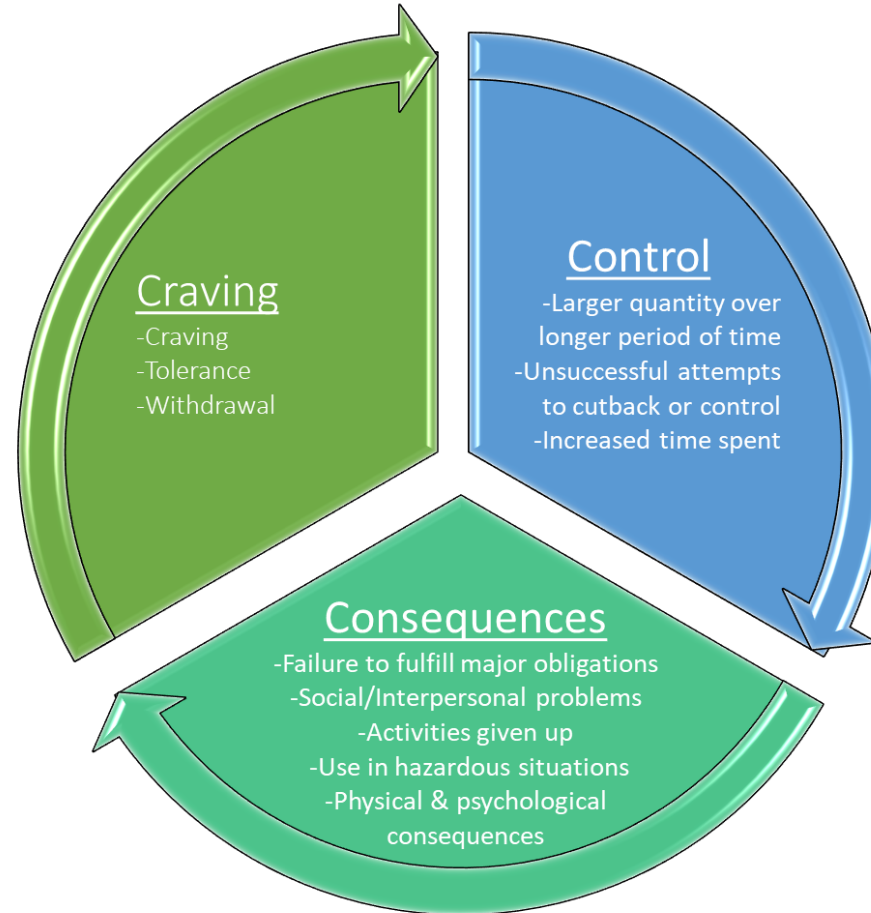 Craving
-Craving
-Tolerance
-Withdrawal
Control
-Larger quantity over
longer period of time
-Unsuccessful attempts
to cutback or control
-Increased time spent
Consequences
-Failure to fulfill major obligations
-Social/Interpersonal problems
-Activities given up
-Use in hazardous situations
-Physical & psychological
consequences